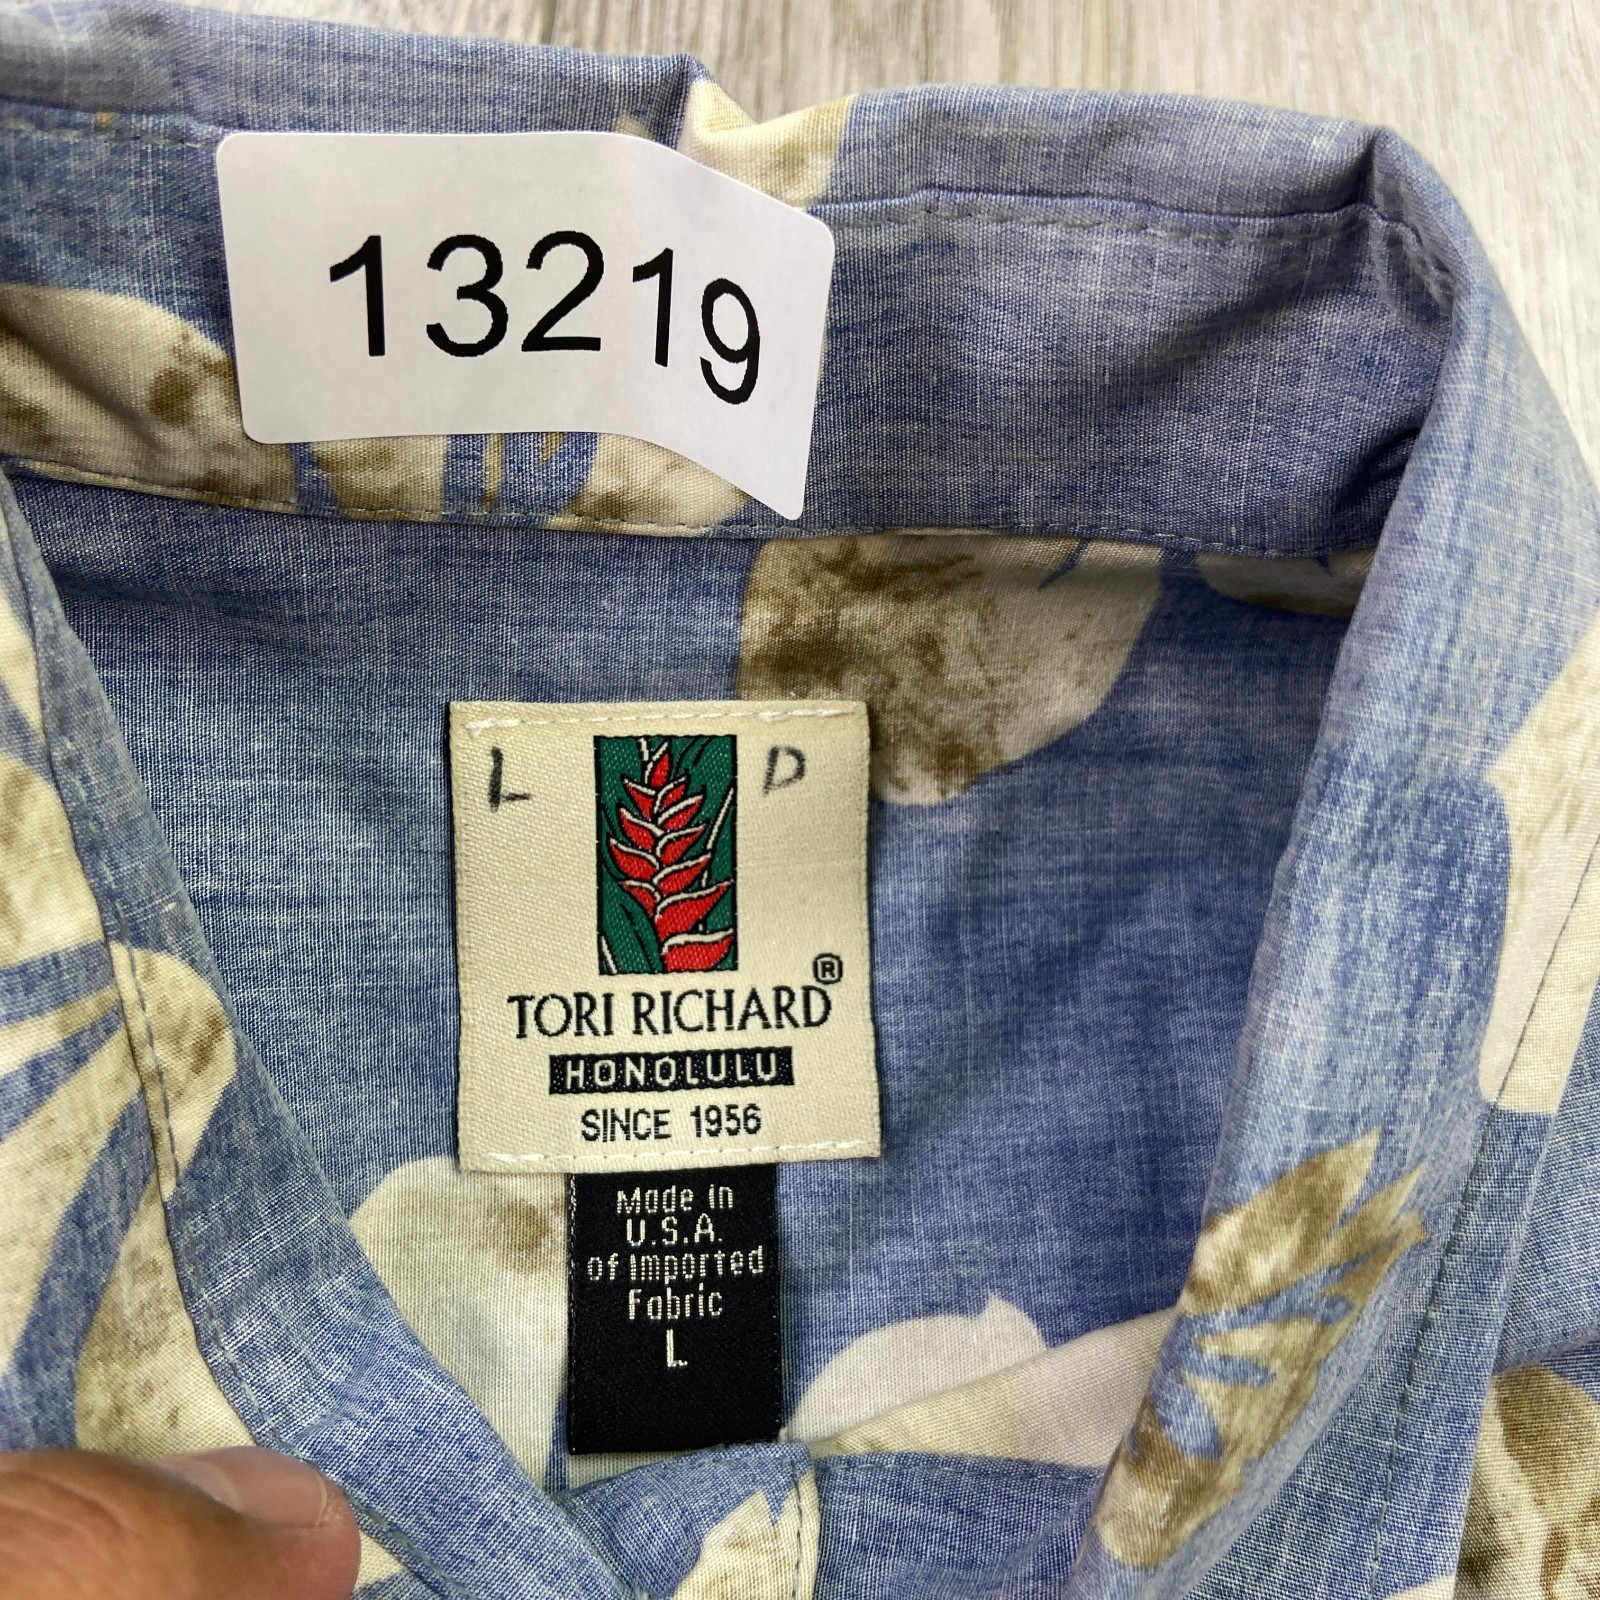 13219
L D
®
TORI RICHARD
HONOLULU
SINCE 1956
Made in
U.S.A.
of Imported
Fabric
L